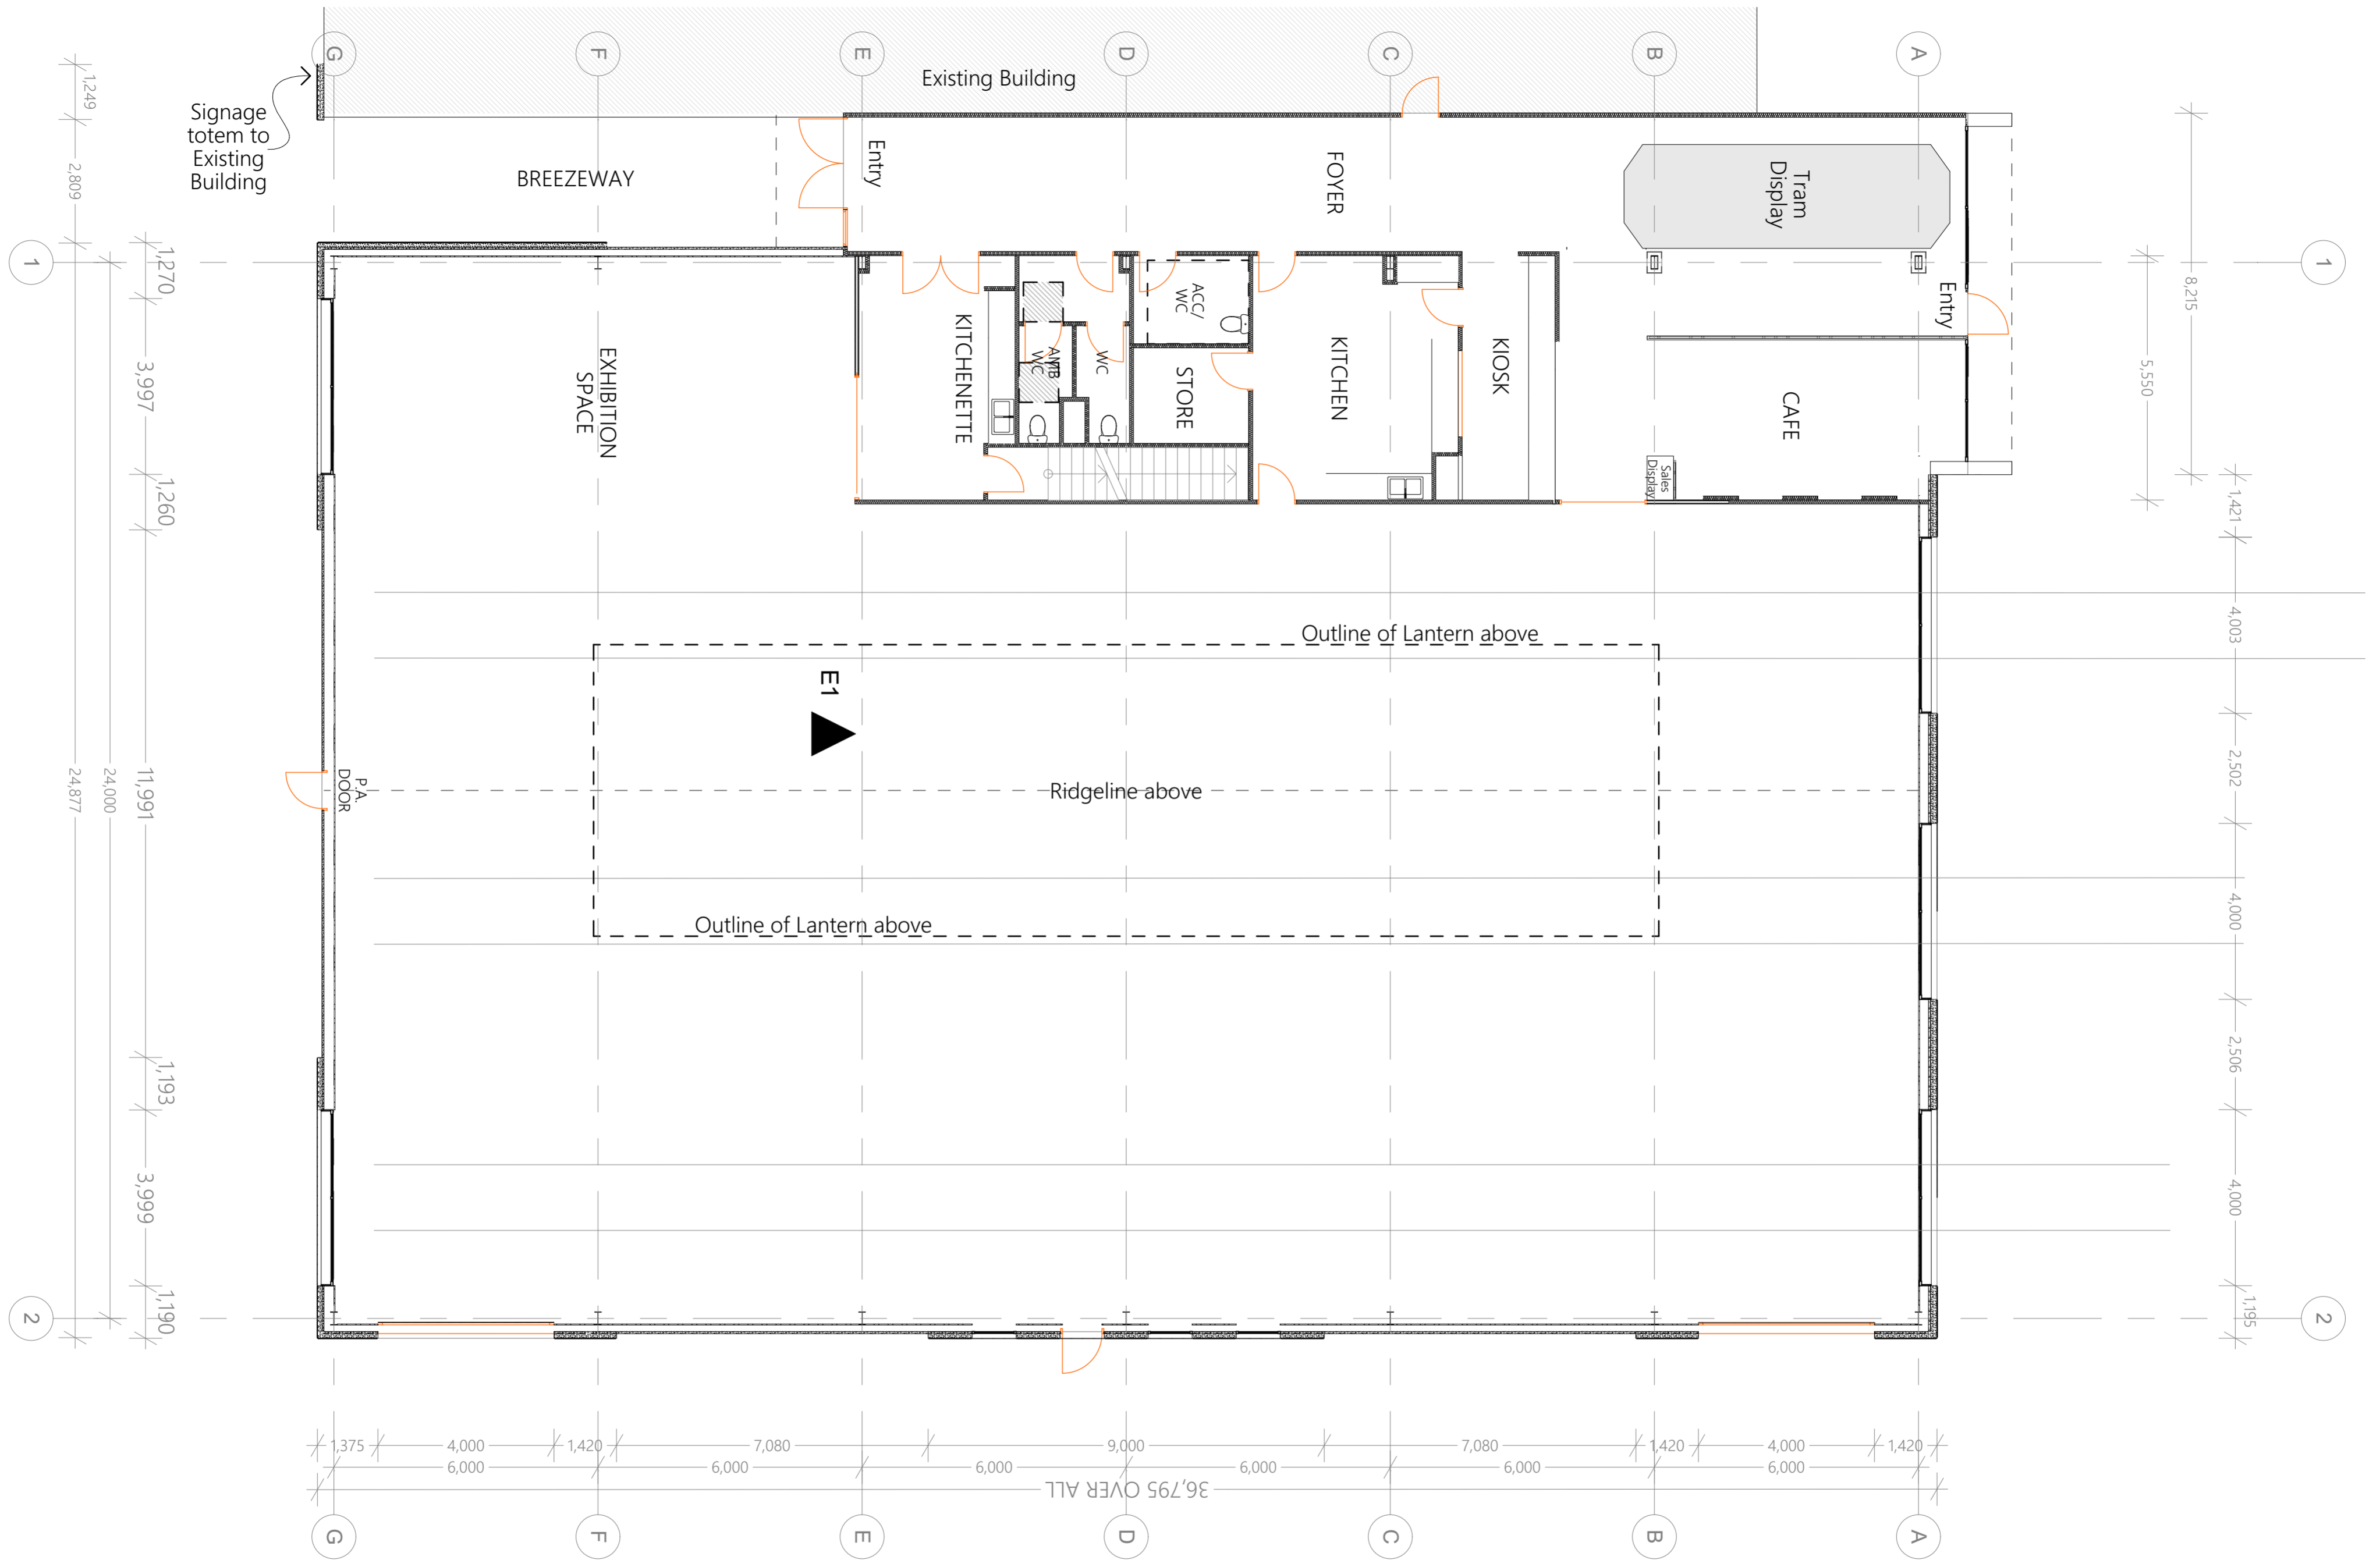 G
F
E
D
C
B
A
Existing Building
Signage
totem to
Existing
Building
BREEZEWAY
Entry
FOYER
Tram
Display
Entry
1
1
EXHIBITION
SPACE
KITCHENETTE
AMB
WC
WC
ACC/
WC
STORE
KITCHEN
KIOSK
CAFE
Sales
Display
Outline of Lantern above
E1
Ridgeline above
P.A.
DOOR
Outline of Lantern above
2
2
1,249
2,809
24,877
24,000
1,270
3,997
1,260
11,991
1,193
3,999
1,190
8,215
5,550
1,421
4,003
2,502
4,000
2,506
4,000
1,195
1,375
4,000
1,420
7,080
9,000
7,080
1,420
4,000
1,420
6,000
6,000
6,000
6,000
6,000
6,000
36,795 OVER ALL
G
F
E
D
C
B
A